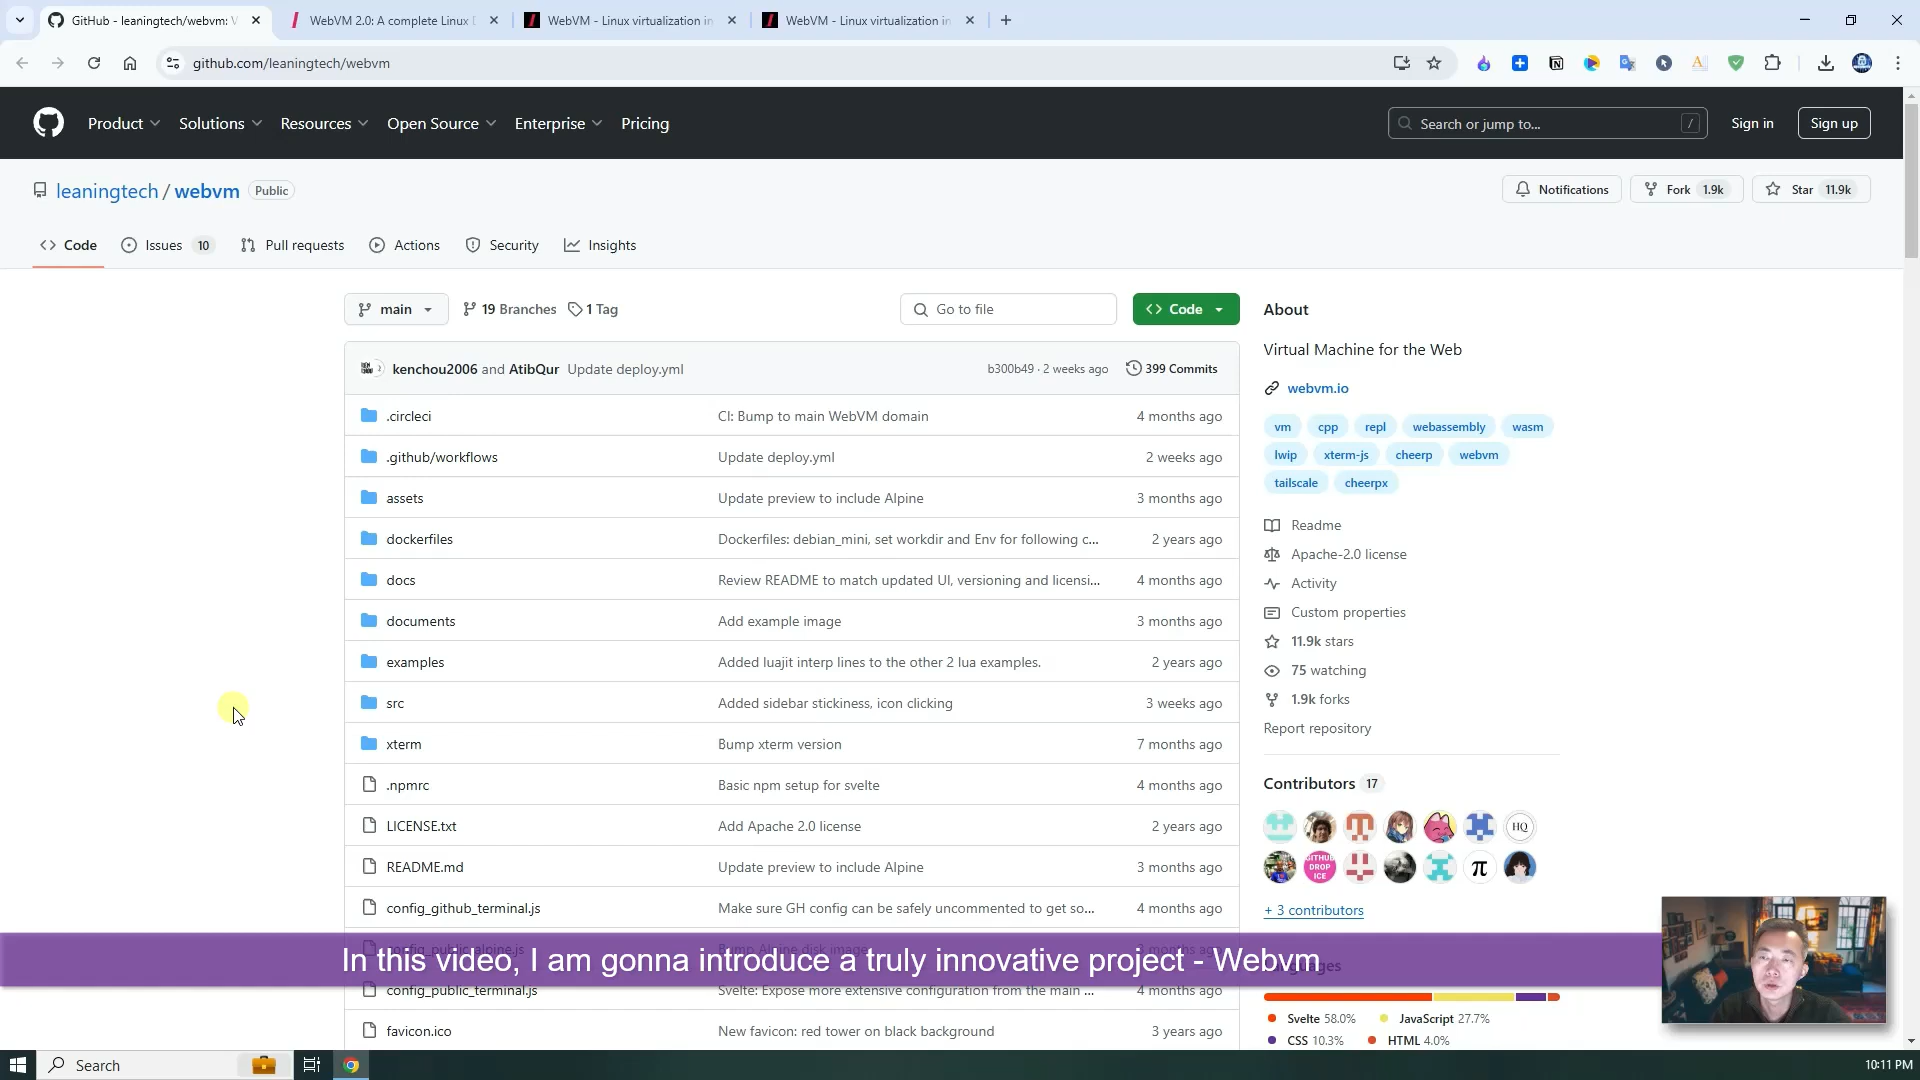 GitHub - leaningtech/webvm: V
WebVM 2.0: A complete Linux
WebVM - Linux virtualization in
WebVM - Linux virtualization in
github.com/leaningtech/webvm
Product
Solutions
Resources
Open Source
Enterprise
Pricing
Search or jump to...
/
Sign in
Sign up
leaningtech / webvm
Public
Notifications
Fork 1.9k
Star 11.9k
Code
Issues 10
Pull requests
Actions
Security
Insights
main
19 Branches
1 Tag
Go to file
Code
About
Virtual Machine for the Web
webvm.io
vm cpp repl webassembly wasm
lwip xterm-js cheerp webvm
tailscale cheerpx
kenchou2006 and AtibQur Update deploy.yml b300b49 · 2 weeks ago 399 Commits
.circleci CI: Bump to main WebVM domain 4 months ago
.github/workflows Update deploy.yml 2 weeks ago
assets Update preview to include Alpine 3 months ago
dockerfiles Dockerfiles: debian_mini, set workdir and Env for following c... 2 years ago
docs Review README to match updated UI, versioning and licensi... 4 months ago
documents Add example image 3 months ago
examples Added luajit interp lines to the other 2 lua examples. 2 years ago
src Added sidebar stickiness, icon clicking 3 weeks ago
xterm Bump xterm version 7 months ago
.npmrc Basic npm setup for svelte 4 months ago
LICENSE.txt Add Apache 2.0 license 2 years ago
README.md Update preview to include Alpine 3 months ago
config_github_terminal.js Make sure GH config can be safely uncommented to get so... 4 months ago
config_public_alpine.js Bump Alpine disk image months ago
config_public_terminal.js Svelte: Expose more extensive configuration from the main ... 4 months ago
favicon.ico New favicon: red tower on black background 3 years ago
Readme
Apache-2.0 license
Activity
Custom properties
11.9k stars
75 watching
1.9k forks
Report repository
Contributors 17
HQ
GITHUB
DROP
ICE
π
+ 3 contributors
Languages
Svelte 58.0% JavaScript 27.7%
CSS 10.3% HTML 4.0%
In this video, I am gonna introduce a truly innovative project - Webvm
Search
10:11 PM